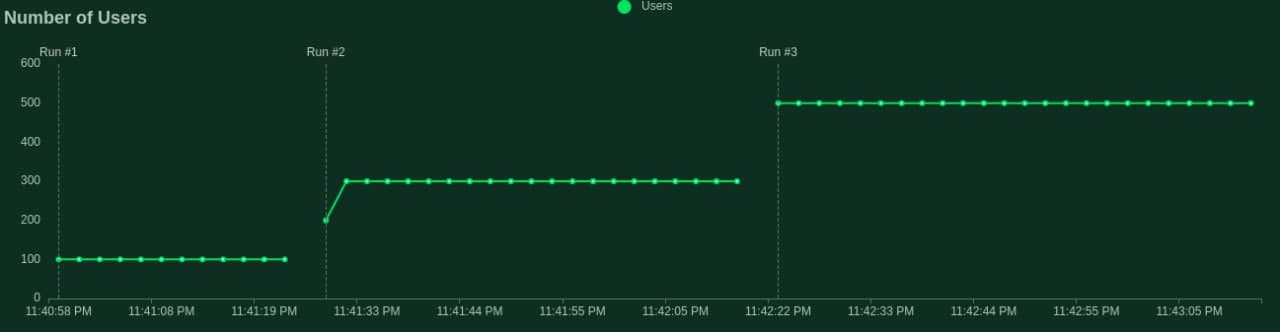 Users
Number of Users
Run #1
Run #2
Run #3
600
500
400
300
200
100
0
11:40:58 PM
11:41:08 PM
11:41:19 PM
11:41:33 PM
11:41:44 PM
11:41:55 PM
11:42:05 PM
11:42:22 PM
11:42:33 PM
11:42:44 PM
11:42:55 PM
11:43:05 PM